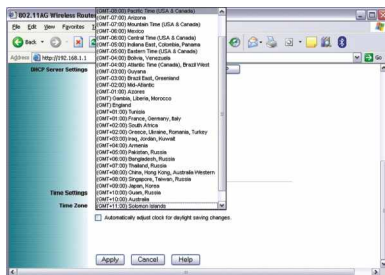 802.11AG Wireless Router
File Edit View Favorites
Back
Address http://192.168.1.1
Go
DHCP Server Settings
(GMT-08:00) Pacific Time (USA & Canada)
(GMT-07:00) Arizona
(GMT-07:00) Mountain Time (USA & Canada)
(GMT-06:00) Mexico
(GMT-06:00) Central Time (USA & Canada)
(GMT-05:00) Indiana East, Colombia, Panama
(GMT-05:00) Eastern Time (USA & Canada)
(GMT-04:00) Bolivia, Venezuela
(GMT-04:00) Atlantic Time (Canada), Brazil West
(GMT-03:00) Guyana
(GMT-03:00) Brazil East, Greenland
(GMT-02:00) Mid-Atlantic
(GMT-01:00) Azores
(GMT) Gambia, Liberia, Morocco
(GMT) England
(GMT+01:00) Tunisia
(GMT+01:00) France, Germany, Italy
(GMT+02:00) South Africa
(GMT+02:00) Greece, Ukraine, Romania, Turkey
(GMT+03:00) Iraq, Jordan, Kuwait
(GMT+04:00) Armenia
(GMT+05:00) Pakistan, Russia
(GMT+06:00) Bangladesh, Russia
(GMT+07:00) Thailand, Russia
(GMT+08:00) China, Hong Kong, Australia Western
(GMT+08:00) Singapore, Taiwan, Russia
(GMT+09:00) Japan, Korea
(GMT+10:00) Guam, Russia
(GMT+10:00) Australia
(GMT+11:00) Solomon Islands
Time Settings
Time Zone
Automatically adjust clock for daylight saving changes.
Apply Cancel Help